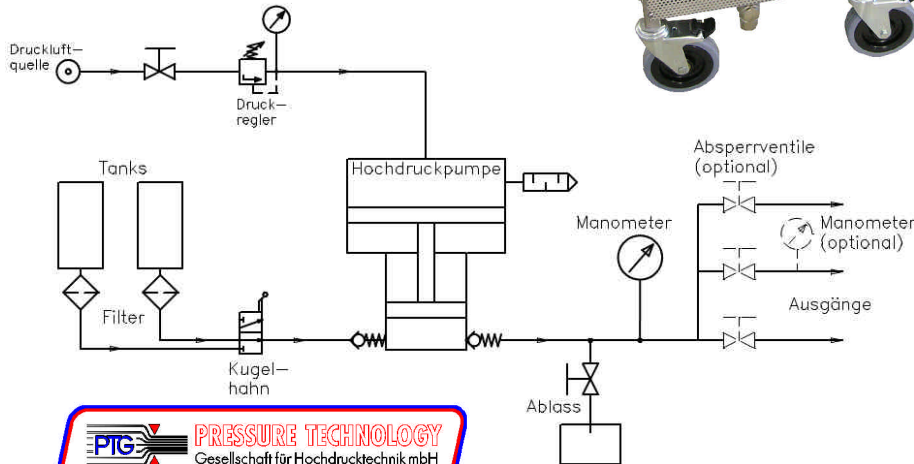 Druckluft–
quelle
Druck–
regler
Tanks
Hochdruckpumpe
Absperrventile
(optional)
Manometer
Manometer
(optional)
Filter
Ausgänge
Kugel–
hahn
Ablass
PTG
PRESSURE TECHNOLOGY
Gesellschaft für Hochdrucktechnik mbH